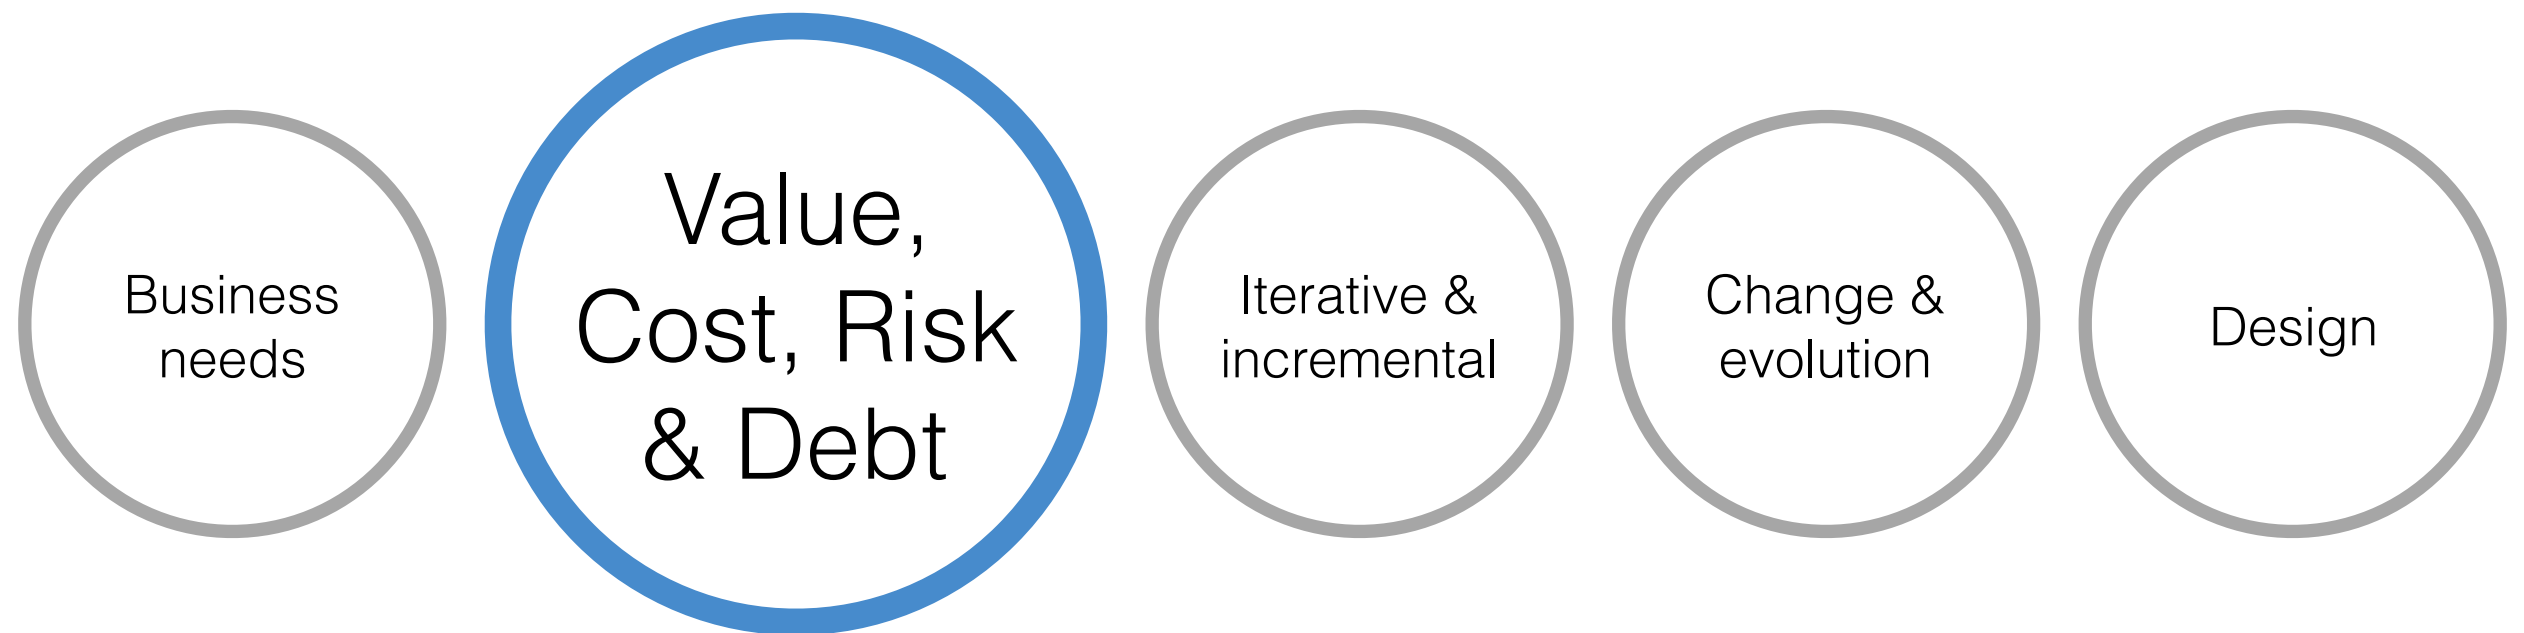 Business
needs
Value,
Cost, Risk
& Debt
Iterative &
incremental
Change &
evolution
Design